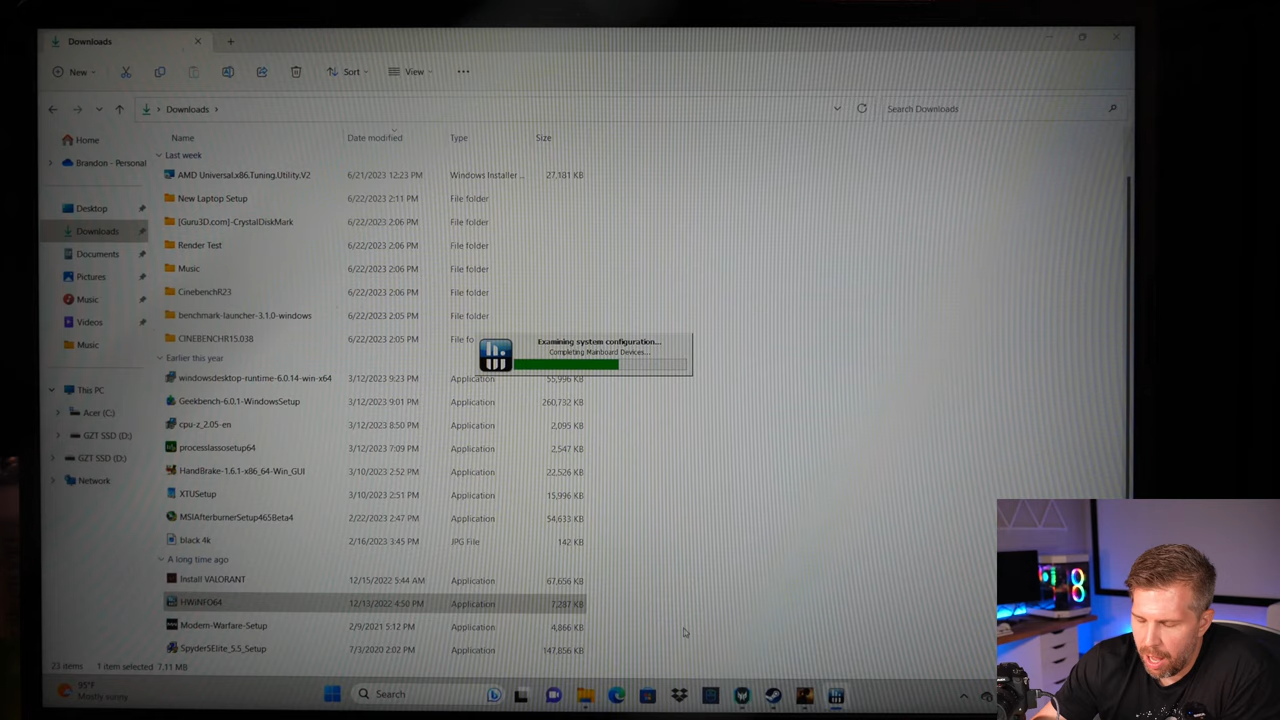 Downloads
New
Sort
View
Downloads
Search Downloads
Name Date modified Type Size
Home
Brandon - Personal
Desktop
Downloads
Documents
Pictures
Music
Videos
Music
This PC
Acer (C:)
GZT SSD (D:)
GZT SSD (D:)
Network
Last week
AMD Universal.x86.Tuning.Utility.V2 6/21/2023 12:23 PM Windows Installer ... 27,181 KB
New Laptop Setup 6/22/2023 2:11 PM File folder
[Guru3D.com]-CrystalDiskMark 6/22/2023 2:06 PM File folder
Render Test 6/22/2023 2:06 PM File folder
Music 6/22/2023 2:06 PM File folder
CinebenchR23 6/22/2023 2:06 PM File folder
benchmark-launcher-3.1.0-windows 6/22/2023 2:05 PM File folder
CINEBENCHR15.038 6/22/2023 2:05 PM File fo
Examining system configuration...
Completing Mainboard Devices...
Earlier this year
windowsdesktop-runtime-6.0.14-win-x64 3/12/2023 9:23 PM Application 55,996 KB
Geekbench-6.0.1-WindowsSetup 3/12/2023 9:01 PM Application 260,732 KB
cpu-z_2.05-en 3/12/2023 8:50 PM Application 2,095 KB
processlassosetup64 3/12/2023 7:09 PM Application 2,547 KB
HandBrake-1.6.1-x86_64-Win_GUI 3/10/2023 2:52 PM Application 22,526 KB
XTUSetup 3/10/2023 2:51 PM Application 15,996 KB
MSIAfterburnerSetup465Beta4 2/22/2023 2:47 PM Application 54,633 KB
black 4k 2/16/2023 3:45 PM JPG File 142 KB
A long time ago
Install VALORANT 12/15/2022 5:44 AM Application 67,656 KB
HWiNFO64 12/13/2022 4:50 PM Application 7,287 KB
Modern-Warfare-Setup 2/9/2021 5:12 PM Application 4,866 KB
Spyder5Elite_5.5_Setup 7/3/2020 2:02 PM Application 147,856 KB
23 items 1 item selected 7.11 MB
95°F
Mostly sunny
Search